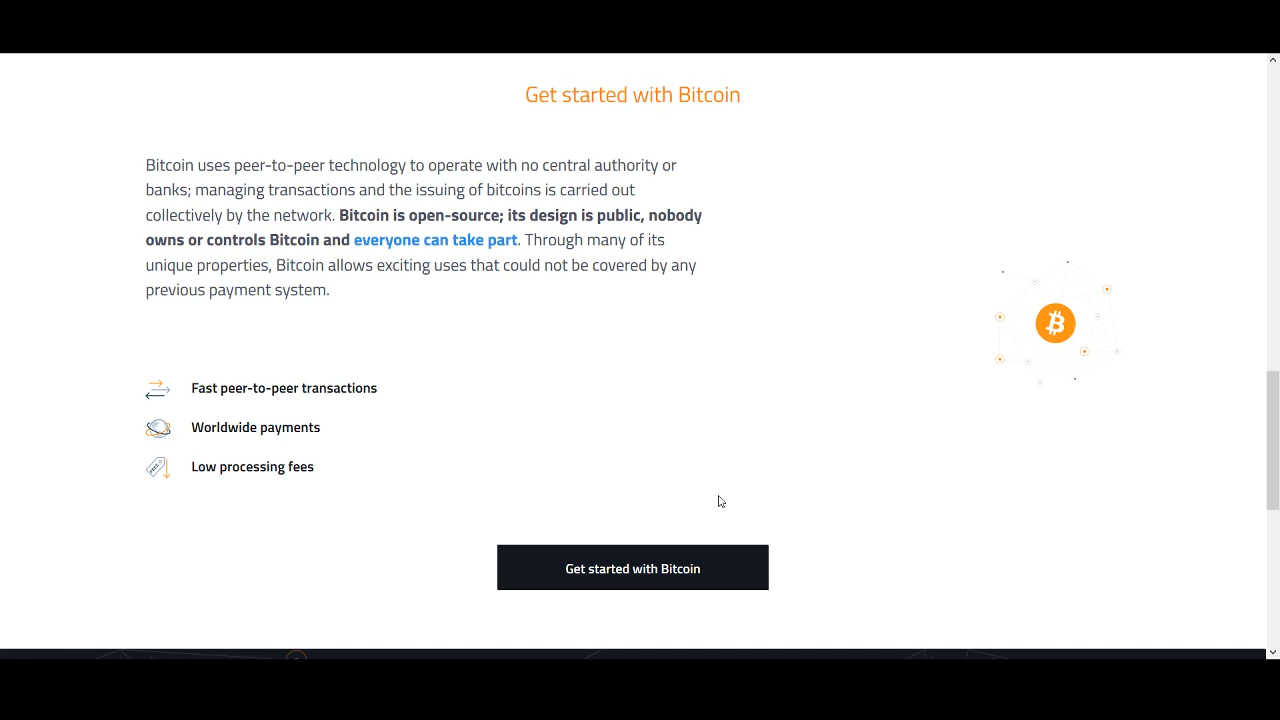 Get started with Bitcoin
Bitcoin uses peer-to-peer technology to operate with no central authority or
banks; managing transactions and the issuing of bitcoins is carried out
collectively by the network. Bitcoin is open-source; its design is public, nobody
owns or controls Bitcoin and everyone can take part. Through many of its
unique properties, Bitcoin allows exciting uses that could not be covered by any
previous payment system.
Fast peer-to-peer transactions
Worldwide payments
Low processing fees
Get started with Bitcoin